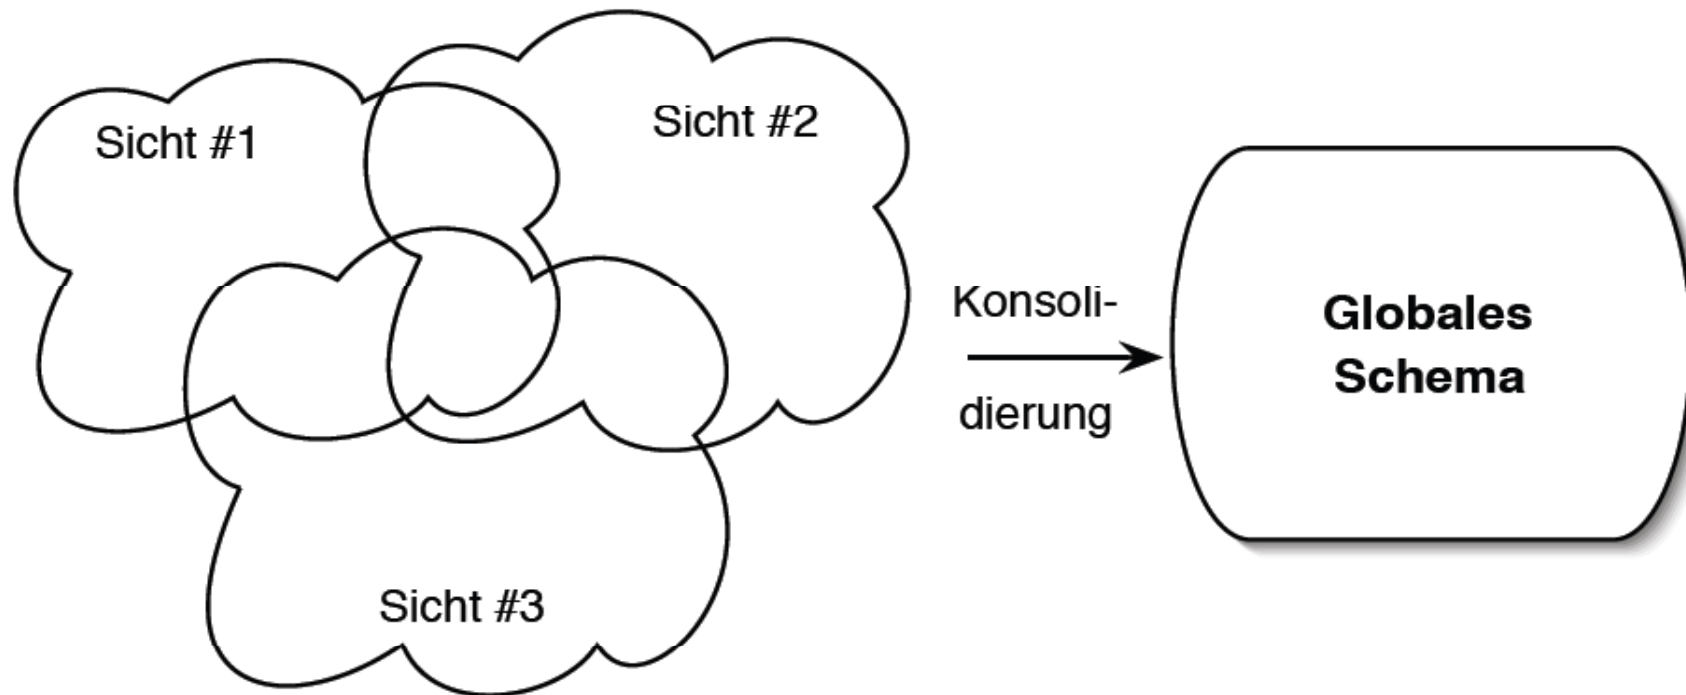 Sicht #1
Sicht #2
Sicht #3
Konsoli-
dierung
Globales
Schema